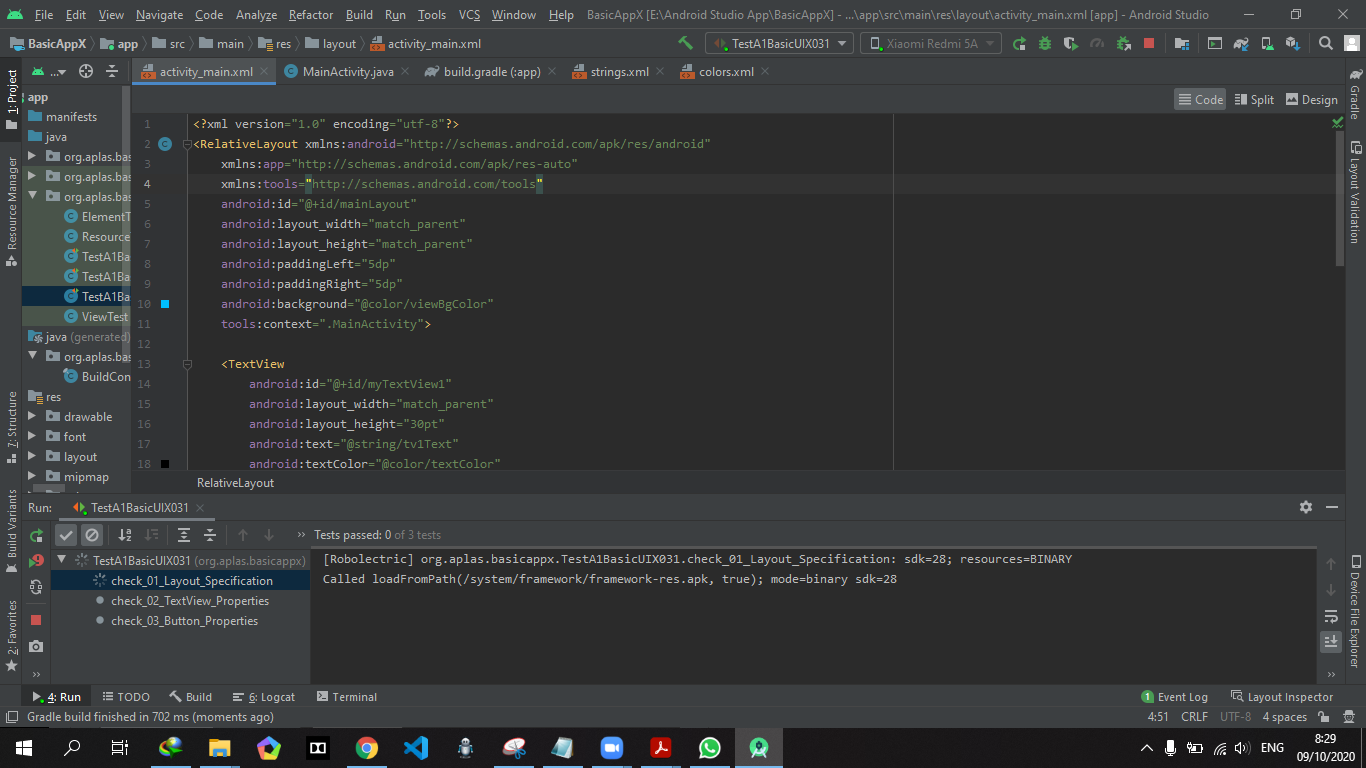 File Edit View Navigate Code Analyze Refactor Build Run Tools VCS Window Help BasicAppX [E:\Android Studio App\BasicAppX] - ...\app\src\main\res\layout\activity_main.xml [app] - Android Studio
BasicAppX app src main res layout activity_main.xml TestA1BasicUIX031 Xiaomi Redmi 5A
... activity_main.xml MainActivity.java build.gradle (:app) strings.xml colors.xml
Code Split Design
1: Project
Resource Manager
7: Structure
Build Variants
2: Favorites
app
manifests
java
org.aplas.bas
org.aplas.bas
org.aplas.bas
ElementT
Resource
TestA1Ba
TestA1Ba
TestA1Ba
ViewTest
java (generated)
org.aplas.bas
BuildCon
res
drawable
font
layout
mipmap
1 <?xml version="1.0" encoding="utf-8"?>
2 <RelativeLayout xmlns:android="http://schemas.android.com/apk/res/android"
3 xmlns:app="http://schemas.android.com/apk/res-auto"
4 xmlns:tools="http://schemas.android.com/tools"
5 android:id="@+id/mainLayout"
6 android:layout_width="match_parent"
7 android:layout_height="match_parent"
8 android:paddingLeft="5dp"
9 android:paddingRight="5dp"
10 android:background="@color/viewBgColor"
11 tools:context=".MainActivity">
12
13 <TextView
14 android:id="@+id/myTextView1"
15 android:layout_width="match_parent"
16 android:layout_height="30pt"
17 android:text="@string/tv1Text"
18 android:textColor="@color/textColor"
RelativeLayout
Gradle
Layout Validation
Device File Explorer
Run: TestA1BasicUIX031
Tests passed: 0 of 3 tests
TestA1BasicUIX031 (org.aplas.basicappx)
check_01_Layout_Specification
check_02_TextView_Properties
check_03_Button_Properties
[Robolectric] org.aplas.basicappx.TestA1BasicUIX031.check_01_Layout_Specification: sdk=28; resources=BINARY
Called loadFromPath(/system/framework/framework-res.apk, true); mode=binary sdk=28
4: Run TODO Build 6: Logcat Terminal 1 Event Log Layout Inspector
Gradle build finished in 702 ms (moments ago) 4:51 CRLF UTF-8 4 spaces
ENG 8:29
09/10/2020